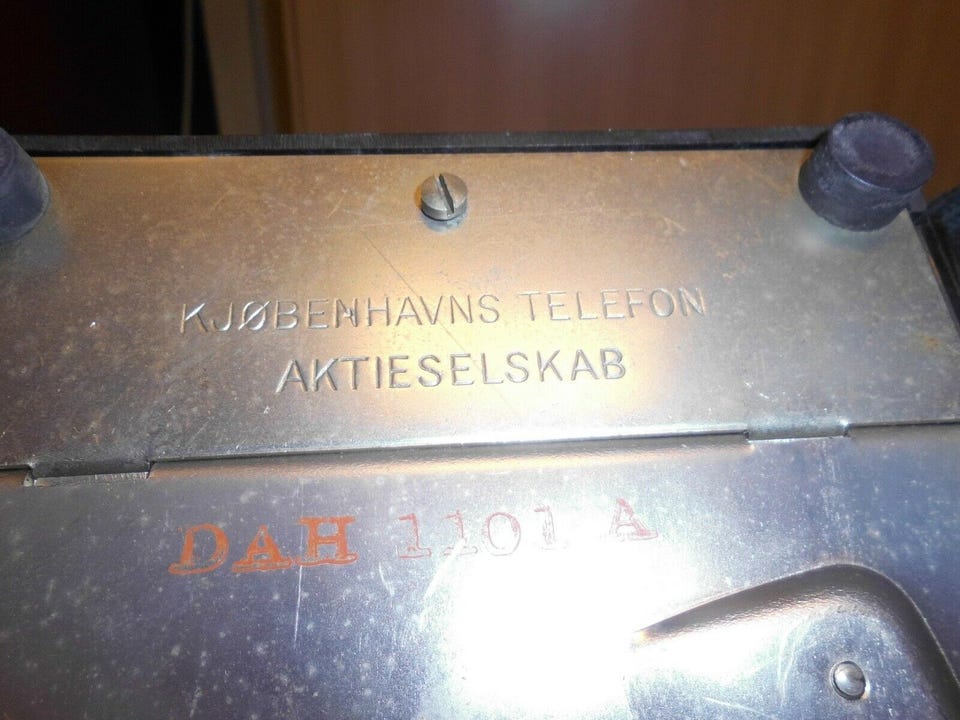 KJØBENHAVNS TELEFON
AKTIESELSKAB
DAH 1101 A